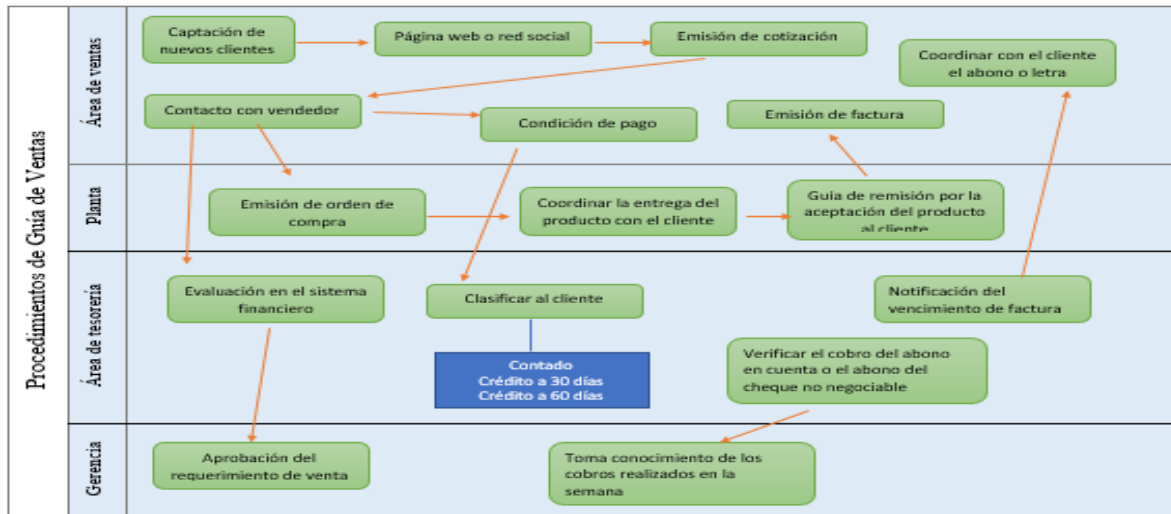 Procedimientos de Guía de Ventas
Área de ventas
Captación de
nuevos clientes
Página web o red social
Emisión de cotización
Coordinar con el cliente
el abono o letra
Contacto con vendedor
Condición de pago
Emisión de factura
Planta
Emisión de orden de
compra
Coordinar la entrega del
producto con el cliente
Guía de remisión por la
aceptación del producto
al cliente
Área de tesorería
Evaluación en el sistema
financiero
Clasificar al cliente
Notificación del
vencimiento de factura
Contado
Crédito a 30 días
Crédito a 60 días
Verificar el cobro del abono
en cuenta o el abono del
cheque no negociable
Gerencia
Aprobación del
requerimiento de venta
Toma conocimiento de los
cobros realizados en la
semana